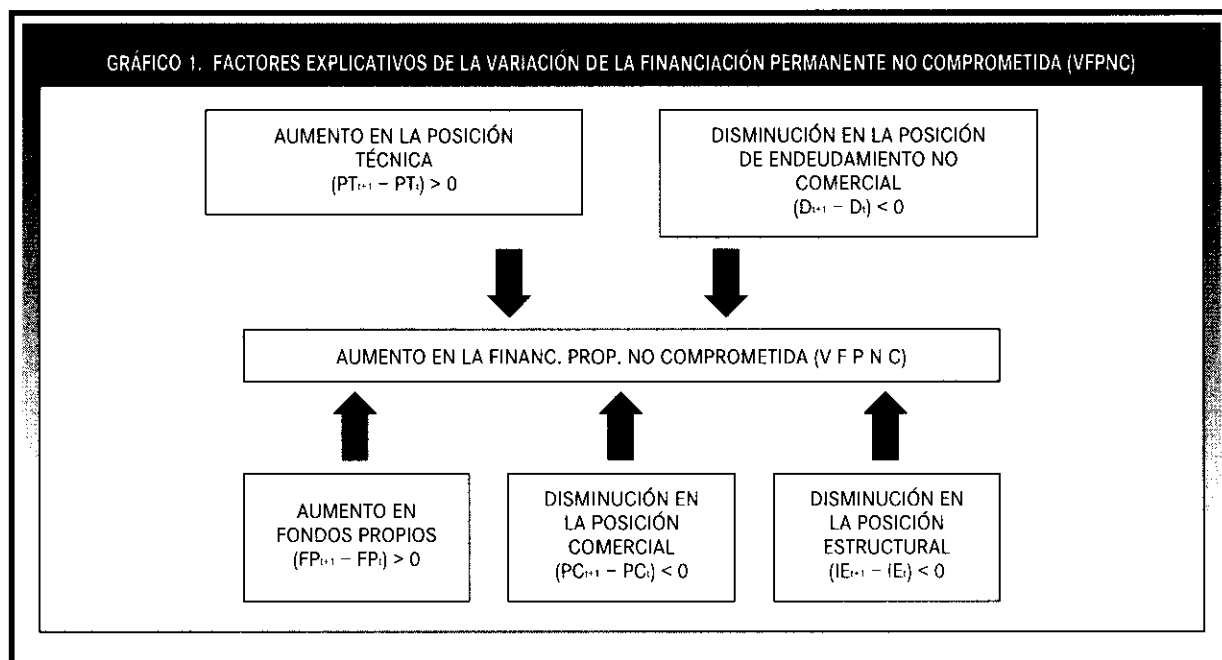 GRÁFICO 1. FACTORES EXPLICATIVOS DE LA VARIACIÓN DE LA FINANCIACIÓN PERMANENTE NO COMPROMETIDA (VFPNC)
AUMENTO EN LA POSICIÓN
TÉCNICA
(PTₜ₊₁ – PTₜ) > 0
DISMINUCIÓN EN LA POSICIÓN
DE ENDEUDAMIENTO NO
COMERCIAL
(Dₜ₊₁ – Dₜ) < 0
AUMENTO EN LA FINANC. PROP. NO COMPROMETIDA (V F P N C)
AUMENTO EN
FONDOS PROPIOS
(FPₜ₊₁ – FPₜ) > 0
DISMINUCIÓN EN
LA POSICIÓN
COMERCIAL
(PCₜ₊₁ – PCₜ) < 0
DISMINUCIÓN EN
LA POSICIÓN
ESTRUCTURAL
(IEₜ₊₁ – IEₜ) < 0